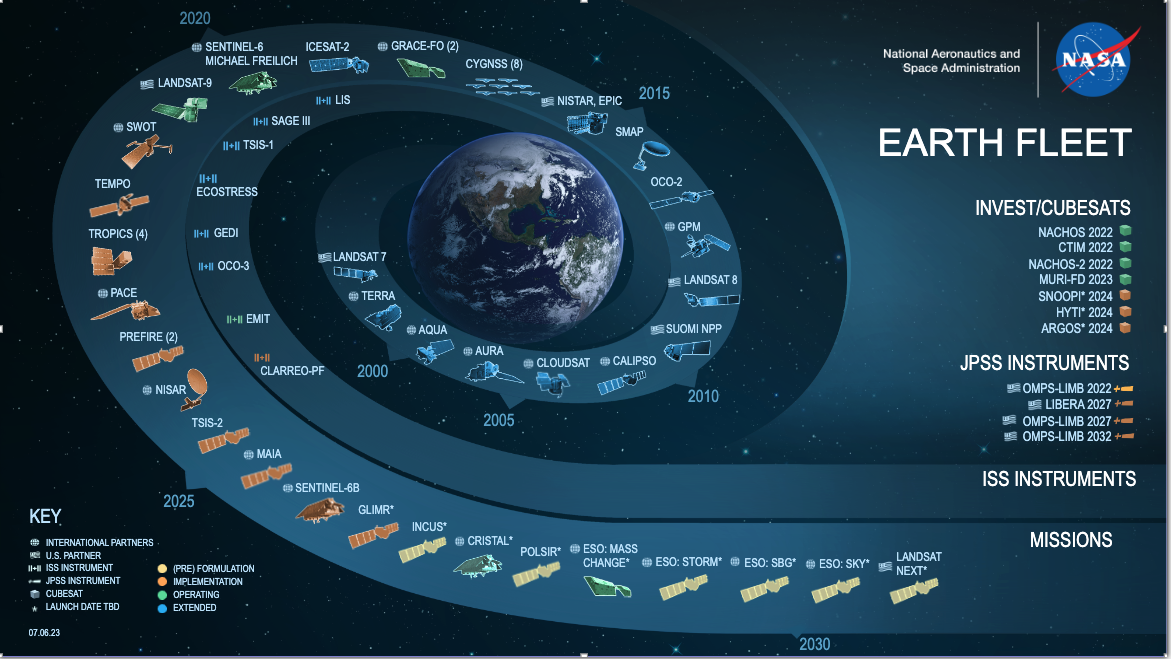 2020
SENTINEL-6
MICHAEL FREILICH
ICESAT-2
GRACE-FO (2)
CYGNSS (8)
LANDSAT-9
NISTAR, EPIC
2015
LIS
SAGE III
SWOT
TSIS-1
SMAP
ECOSTRESS
TEMPO
OCO-2
TROPICS (4)
GEDI
GPM
OCO-3
LANDSAT 7
LANDSAT 8
PACE
TERRA
EMIT
AQUA
SUOMI NPP
PREFIRE (2)
AURA
CLOUDSAT
CALIPSO
CLARREO-PF
2000
NISAR
2010
2005
TSIS-2
MAIA
SENTINEL-6B
2025
GLIMR*
INCUS*
CRISTAL*
POLSIR*
ESO: MASS
CHANGE*
ESO: STORM*
ESO: SBG*
ESO: SKY*
LANDSAT
NEXT*
2030
National Aeronautics and
Space Administration
NASA
EARTH FLEET
INVEST/CUBESATS
NACHOS 2022
CTIM 2022
NACHOS-2 2022
MURI-FD 2023
SNOOPI* 2024
HYTI* 2024
ARGOS* 2024
JPSS INSTRUMENTS
OMPS-LIMB 2022
LIBERA 2027
OMPS-LIMB 2027
OMPS-LIMB 2032
ISS INSTRUMENTS
MISSIONS
KEY
INTERNATIONAL PARTNERS
U.S. PARTNER
ISS INSTRUMENT
JPSS INSTRUMENT
CUBESAT
* LAUNCH DATE TBD
(PRE) FORMULATION
IMPLEMENTATION
OPERATING
EXTENDED
07.06.23